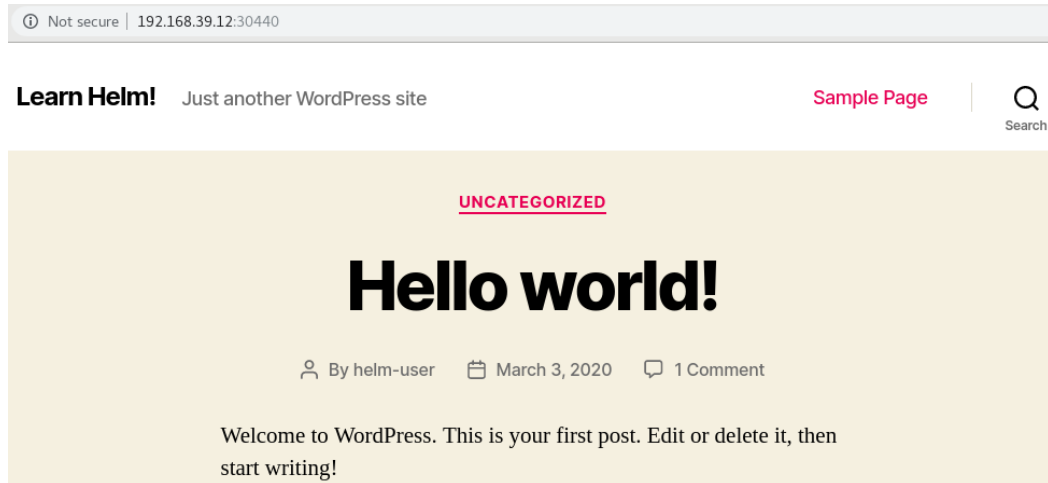 Not secure | 192.168.39.12:30440
Learn Helm! Just another WordPress site Sample Page
Search
UNCATEGORIZED
Hello world!
By helm-user March 3, 2020 1 Comment
Welcome to WordPress. This is your first post. Edit or delete it, then
start writing!